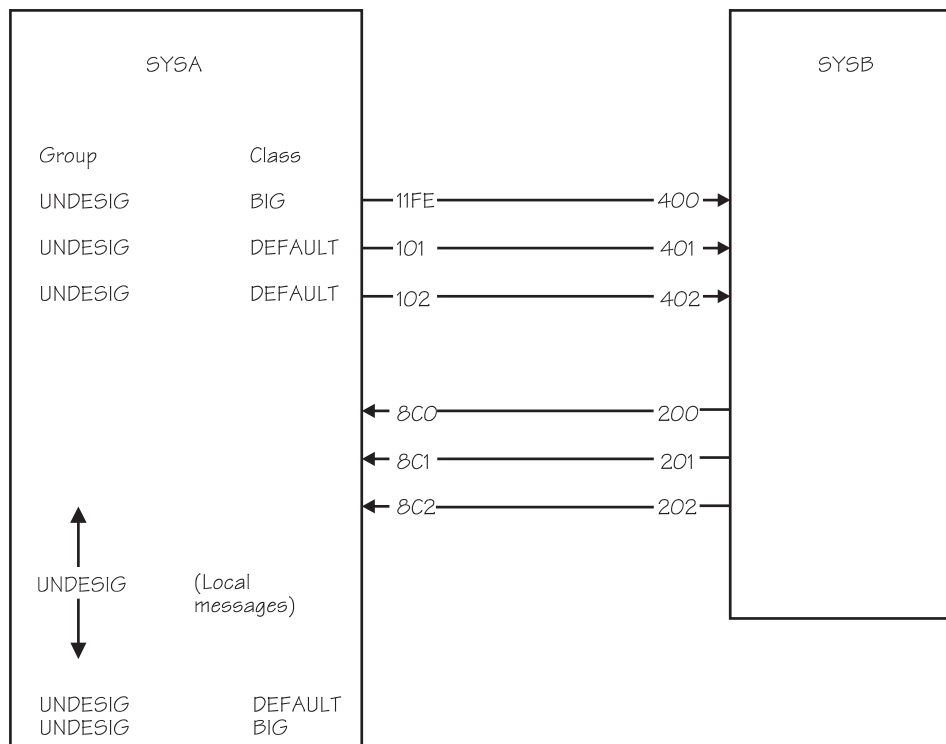 SYSA SYSB
Group Class
UNDESIG BIG 11FE 400
UNDESIG DEFAULT 101 401
UNDESIG DEFAULT 102 402
8C0 200
8C1 201
8C2 202
UNDESIG (Local
messages)
UNDESIG DEFAULT
UNDESIG BIG